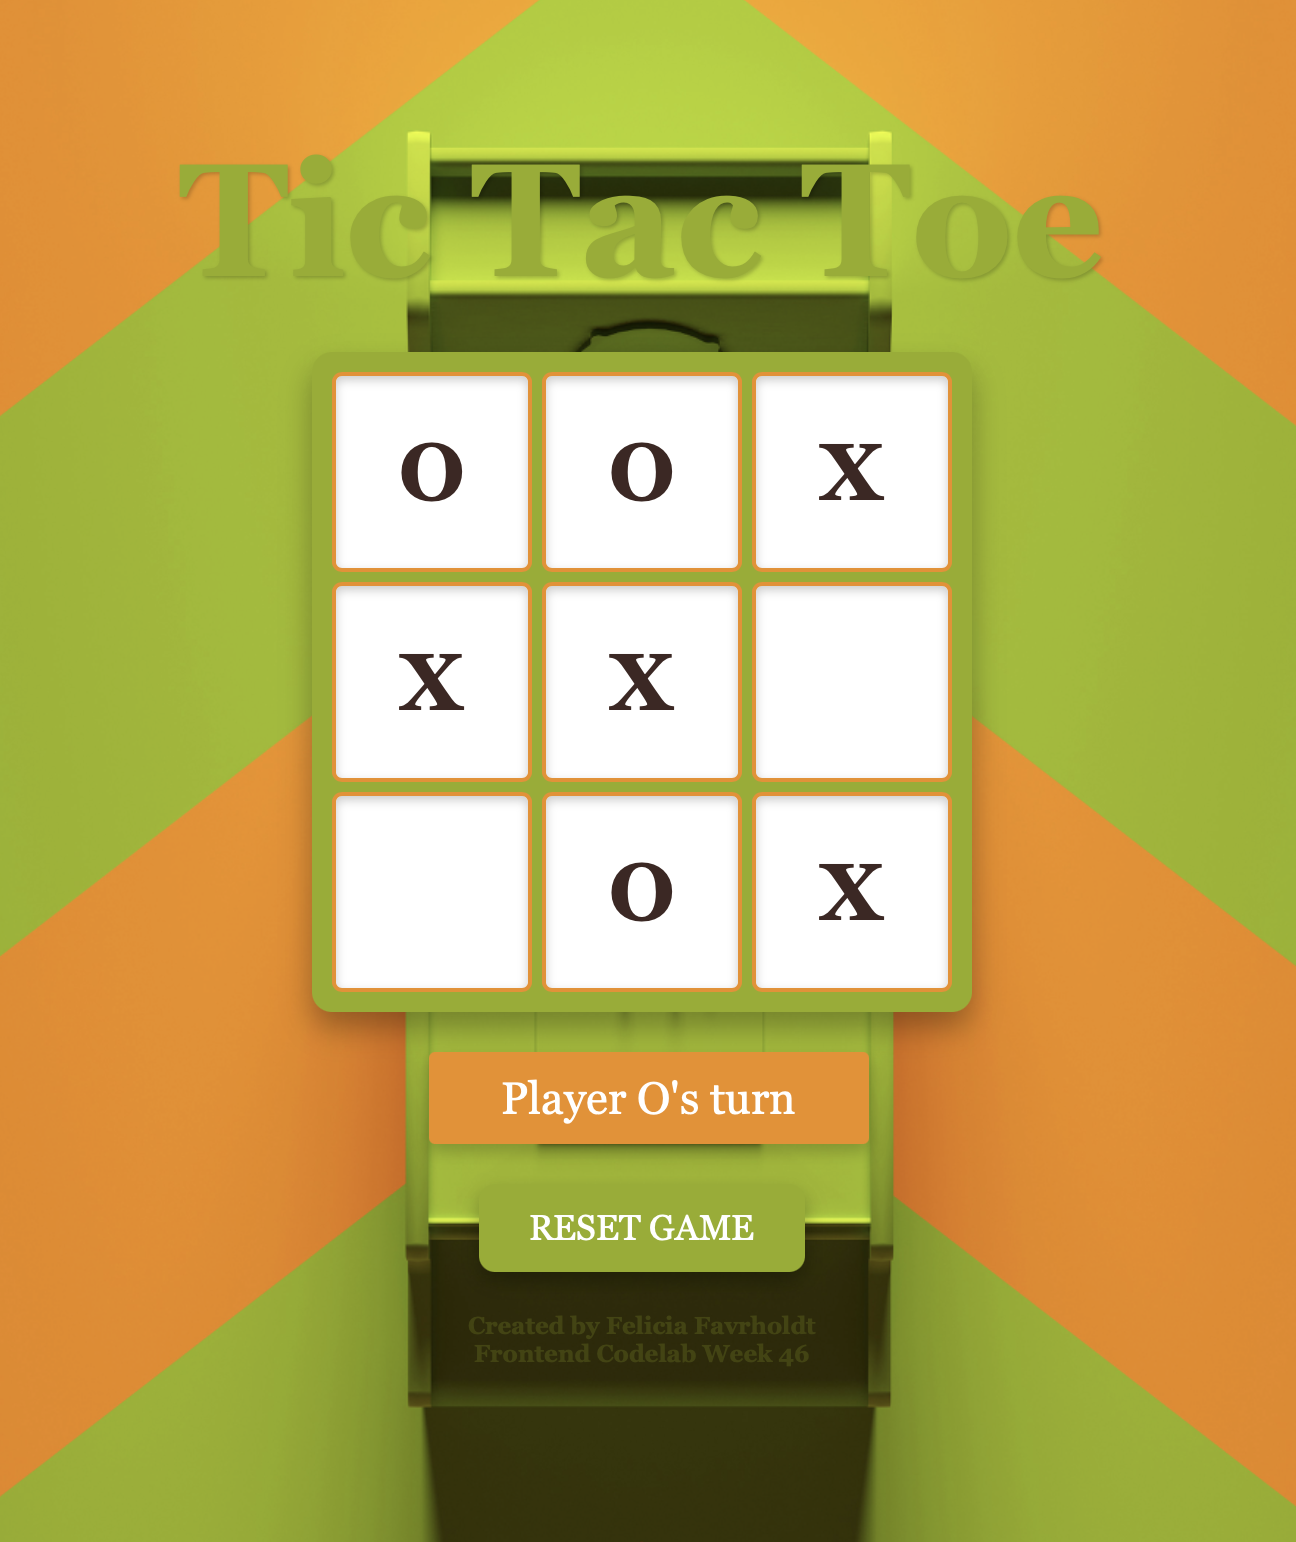 Tic Tac Toe
O O X
X X
O X
Player O's turn
RESET GAME
Created by Felicia Favrholdt
Frontend Codelab Week 46